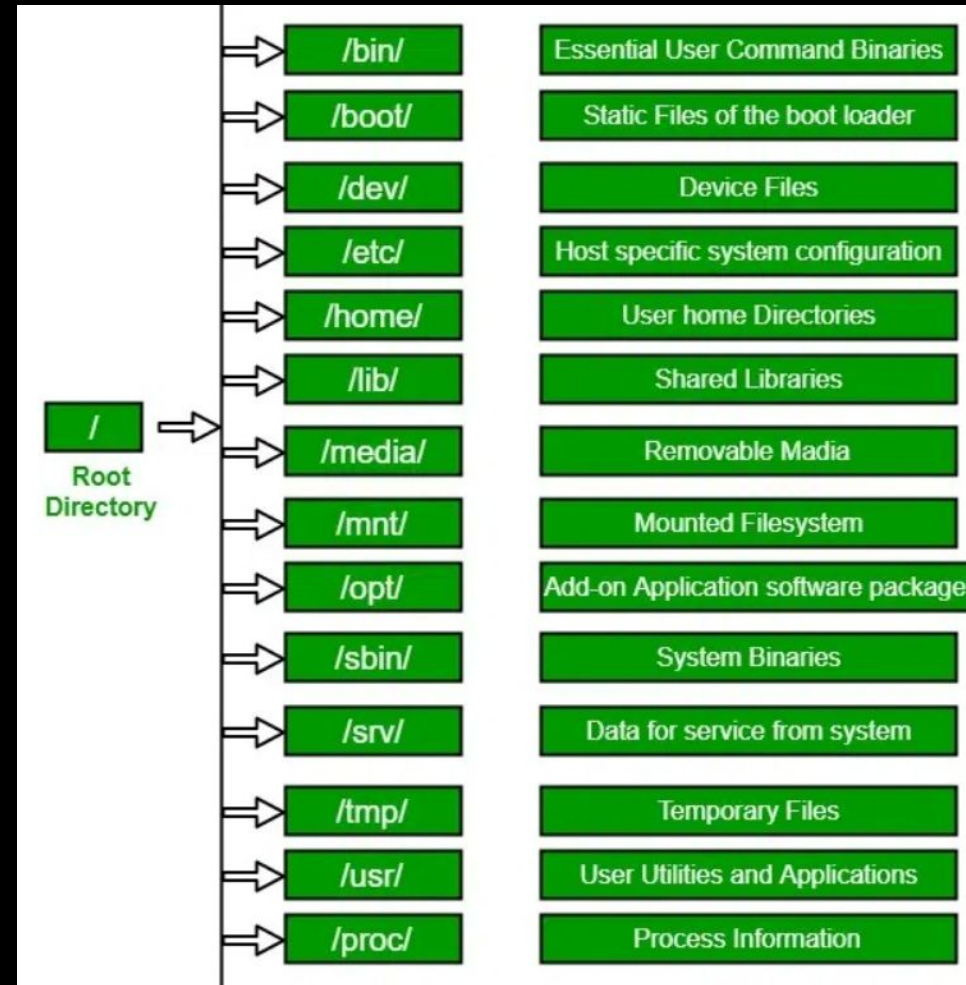 /bin/ Essential User Command Binaries
/boot/ Static Files of the boot loader
/dev/ Device Files
/etc/ Host specific system configuration
/home/ User home Directories
/lib/ Shared Libraries
/
Root
Directory
/media/ Removable Madia
/mnt/ Mounted Filesystem
/opt/ Add-on Application software package
/sbin/ System Binaries
/srv/ Data for service from system
/tmp/ Temporary Files
/usr/ User Utilities and Applications
/proc/ Process Information